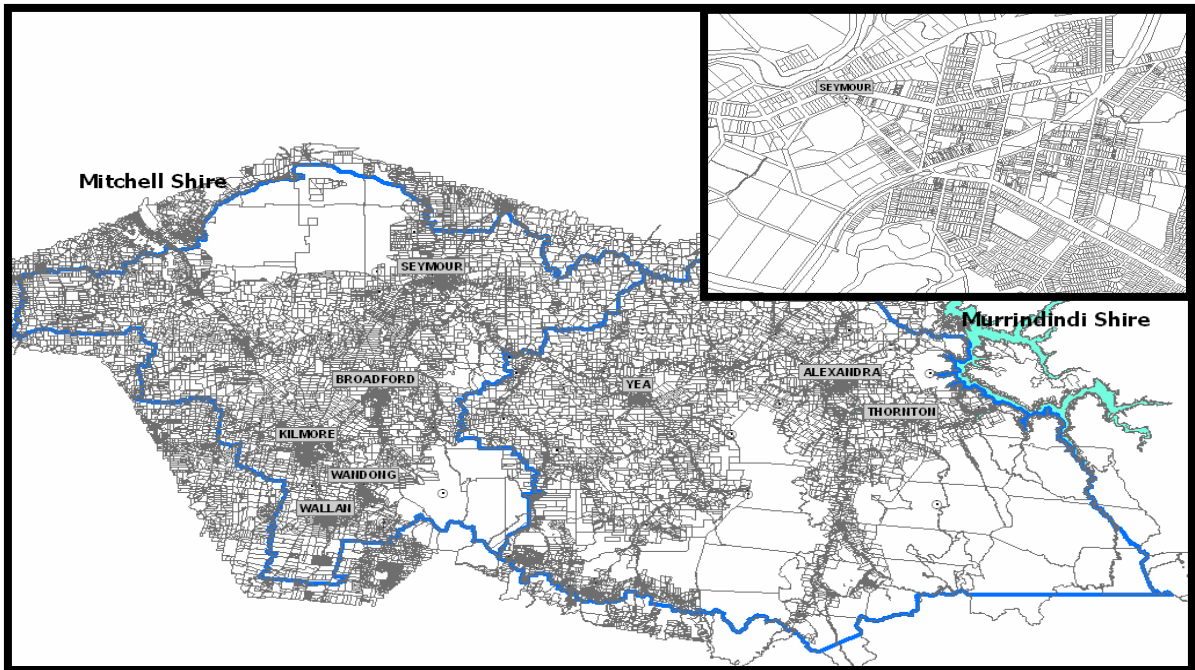 SEYMOUR
Mitchell Shire
SEYMOUR
Murrindindi Shire
BROADFORD
YEA
ALEXANDRA
THORNTON
KILMORE
WANDONG
WALLAN